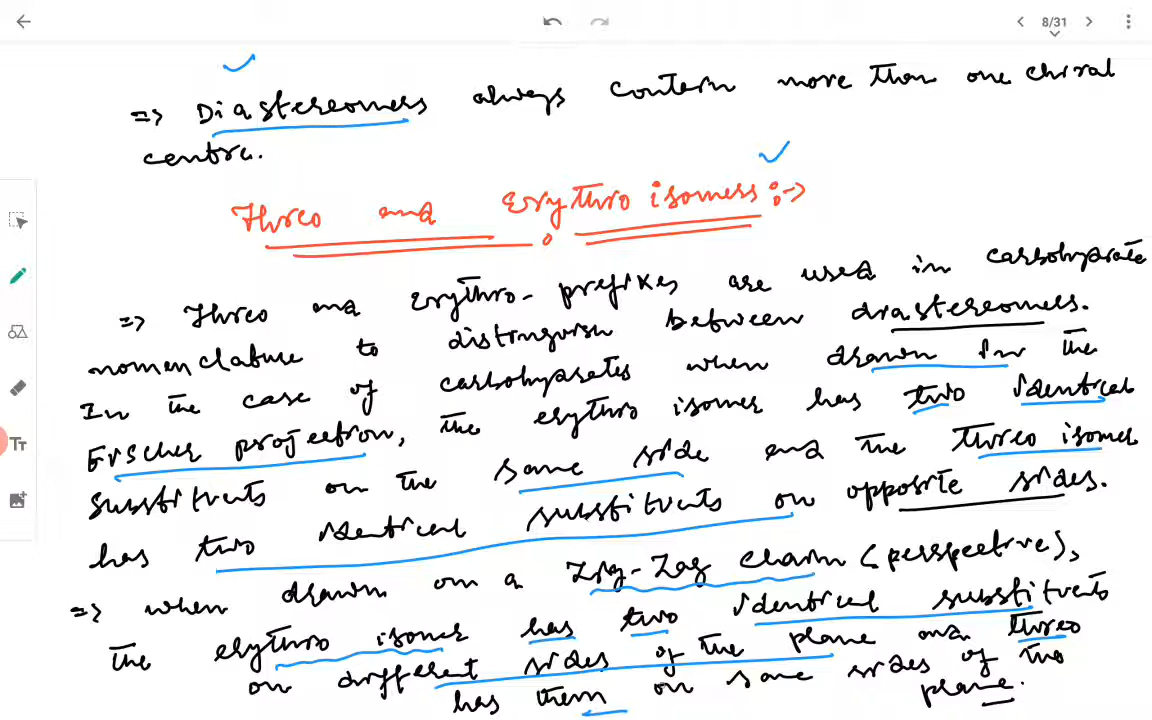 8/31
=> Diastereomers always contain more than one chiral
centre.
Threo and Erythro isomers :->
=> Threo and Erythro- prefixes are used in carbohydrate
nomenclature to distinguish between diastereomers.
In the case of carbohydrates when drawn in the
Fischer projection, the erythro isomer has two identical
substituents on the same side and the threo isomer
has two identical substituents on opposite sides.
=> when drawn on a Zig-Zag chain (perspective),
the erythro isomer has two identical substituents
on different sides of the plane and threo
has them on same sides of the
plane.
Tт